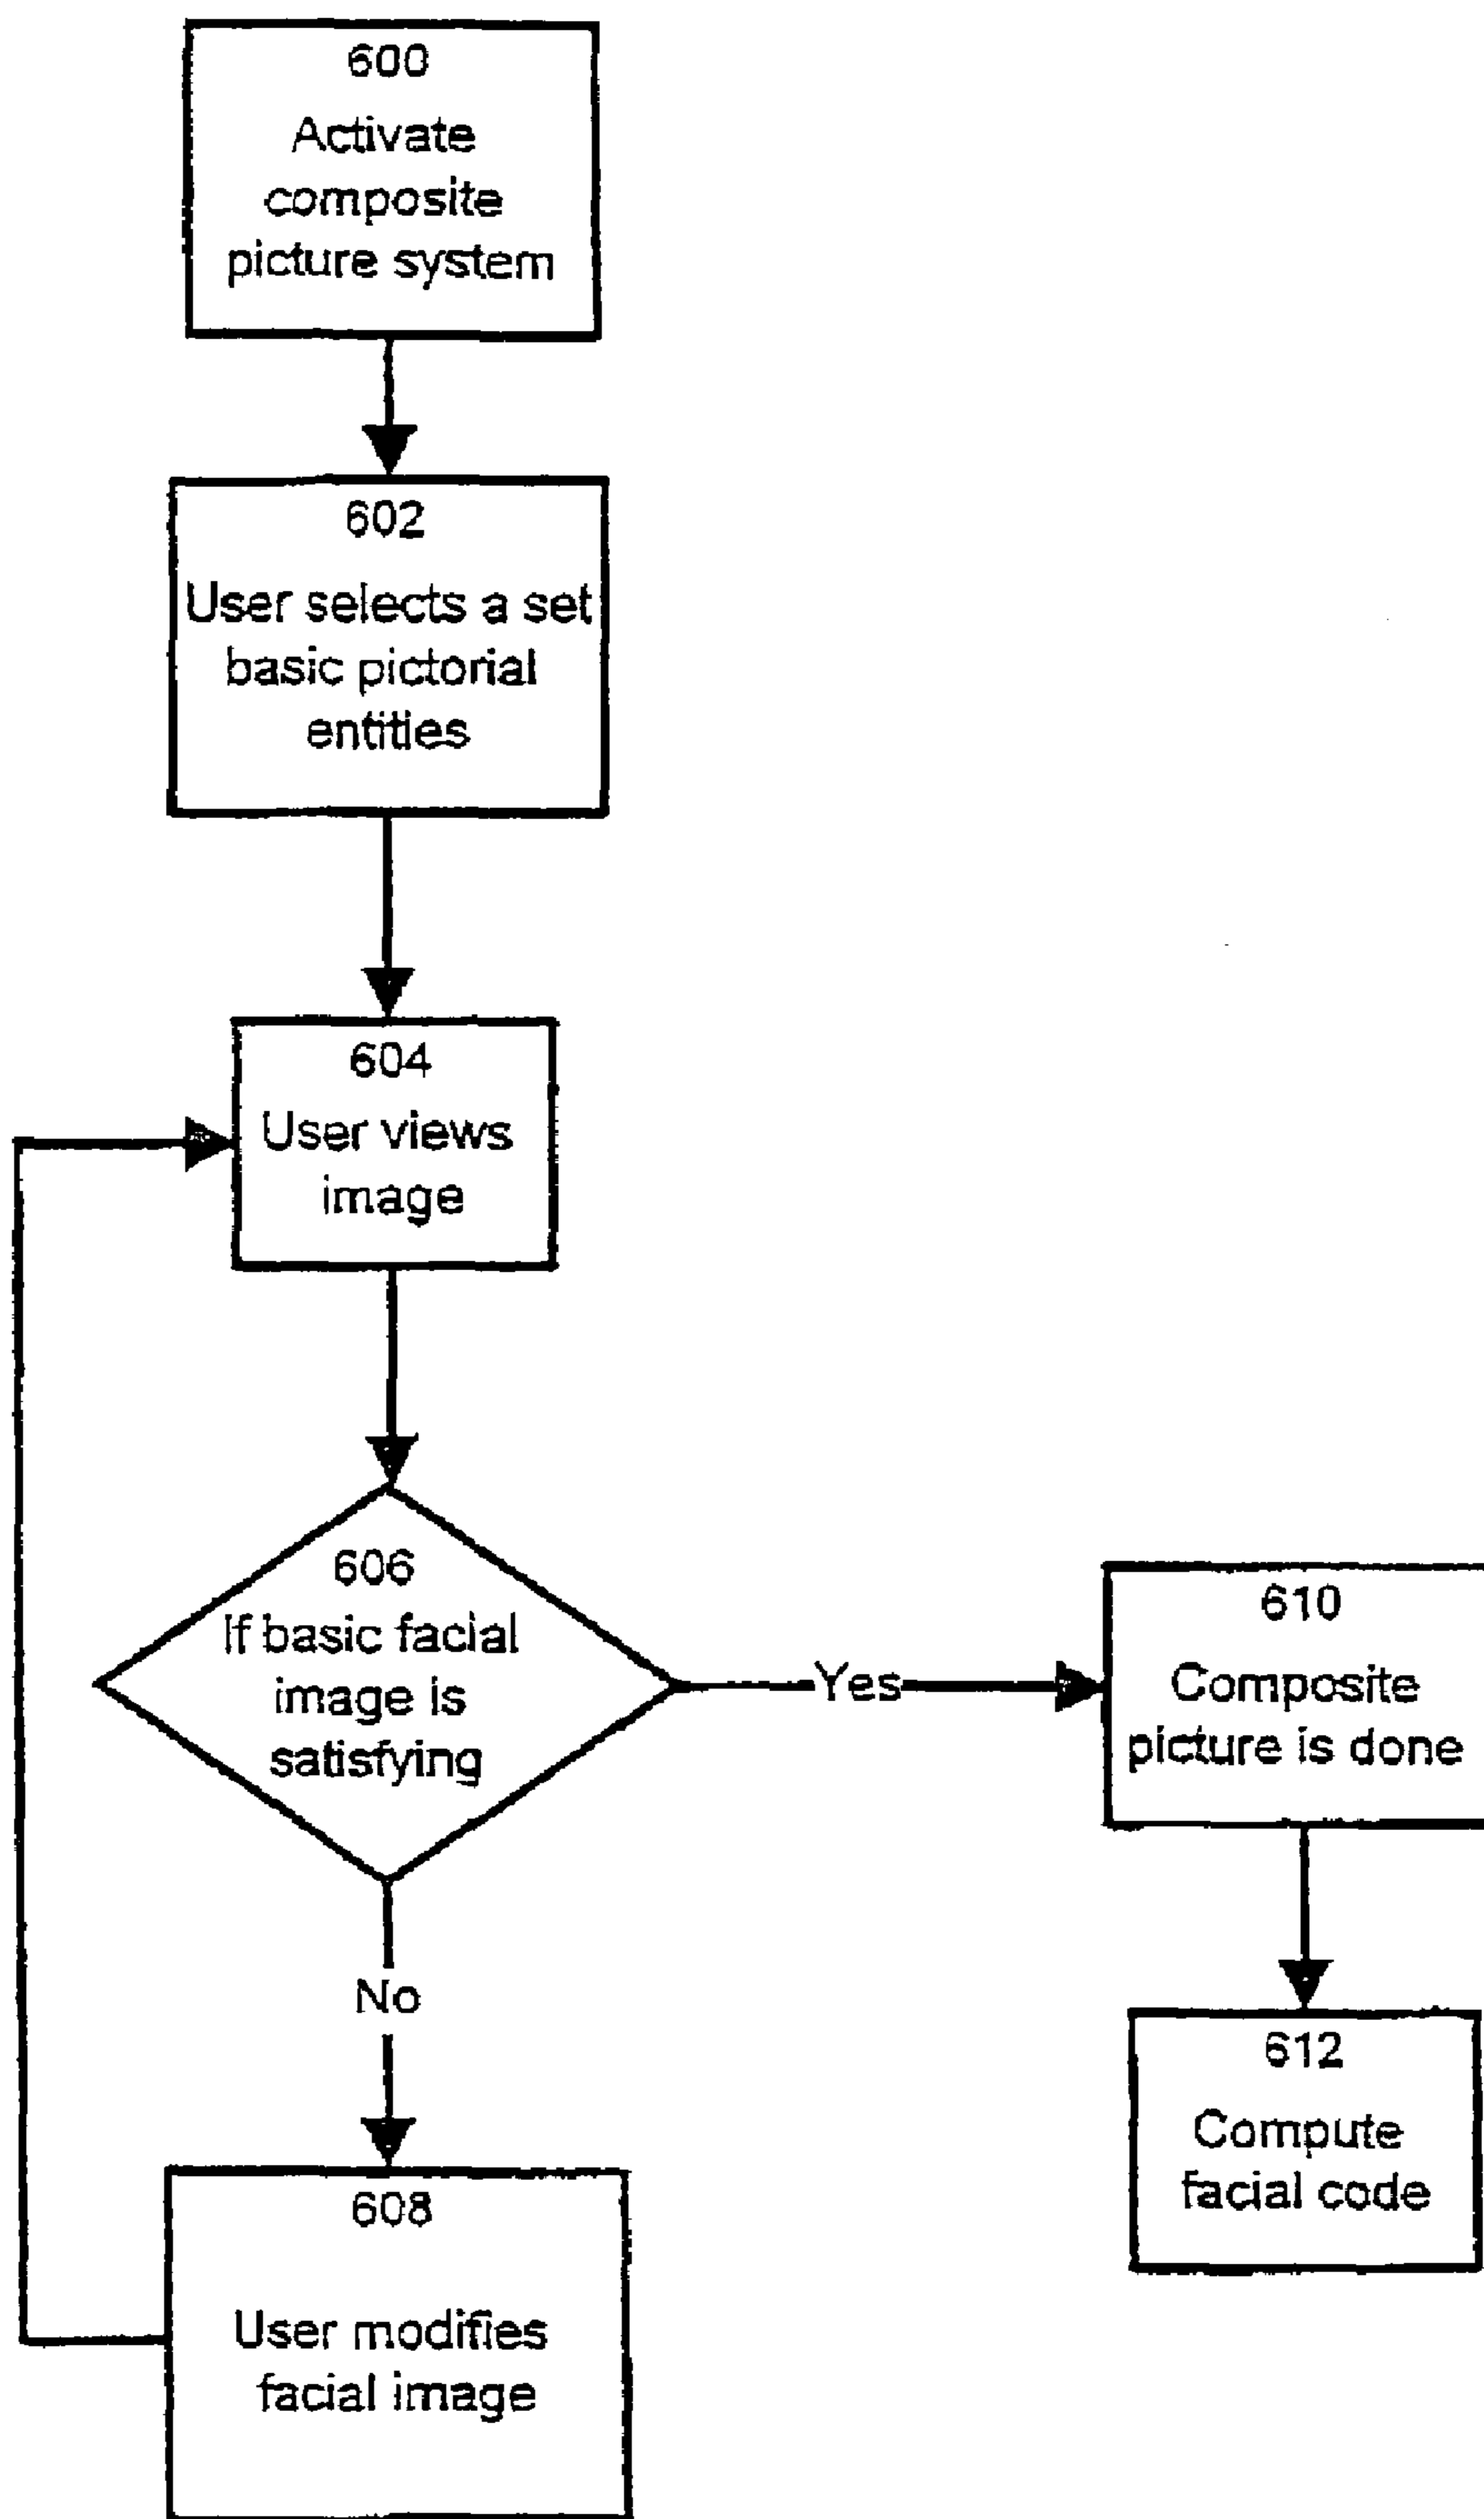 600
Activate
composite
picture system
602
User selects a set
basic pictorial
entities
604
User views
image
606
If basic facial
image is
satisfying
Yes
610
Composite
picture is done
No
612
Compute
facial code
608
User modifies
facial image